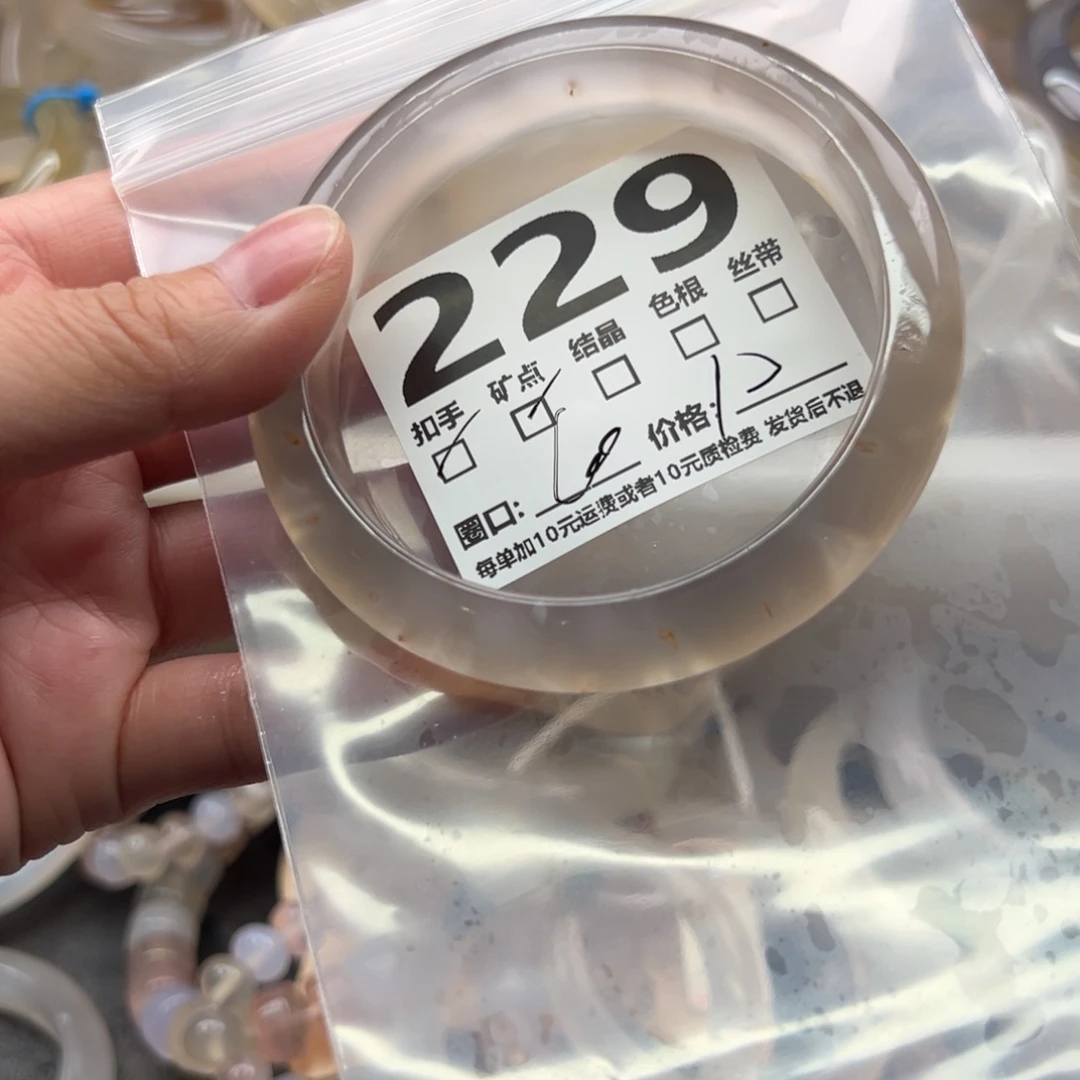 229
扣手 矿点 结晶 色根 丝带
圈口: 价格:
每单加10元运费或者10元质检费 发货后不退